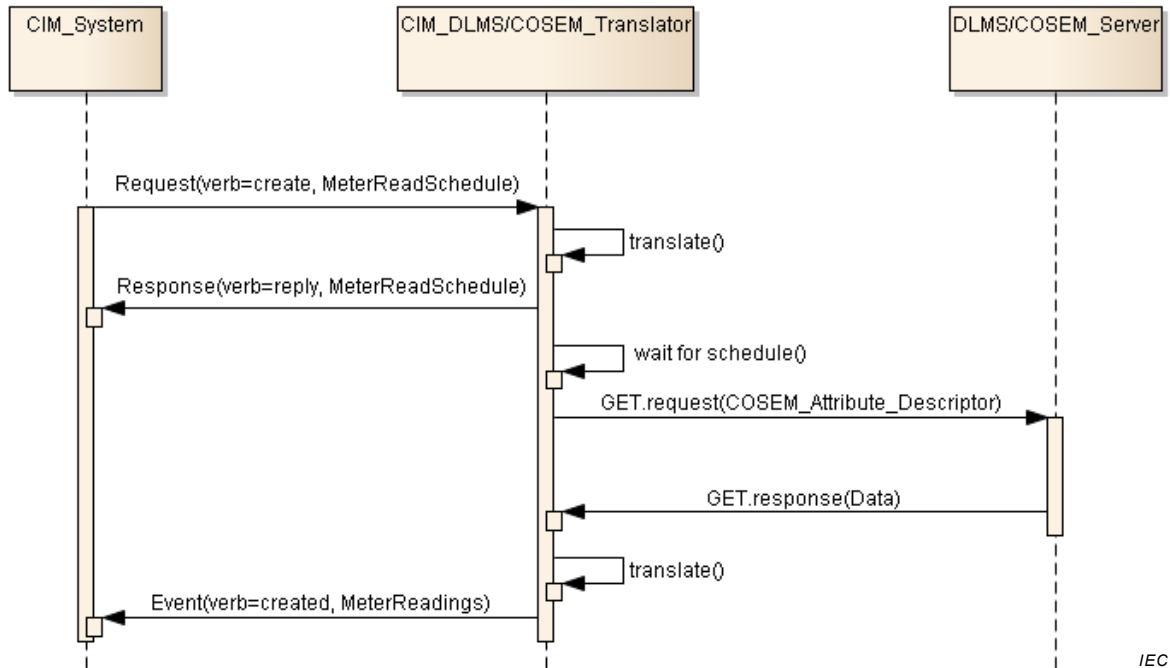 CIM_System
CIM_DLMS/COSEM_Translator
DLMS/COSEM_Server
Request(verb=create, MeterReadSchedule)
translate()
Response(verb=reply, MeterReadSchedule)
wait for schedule()
GET.request(COSEM_Attribute_Descriptor)
GET.response(Data)
translate()
Event(verb=created, MeterReadings)
IEC